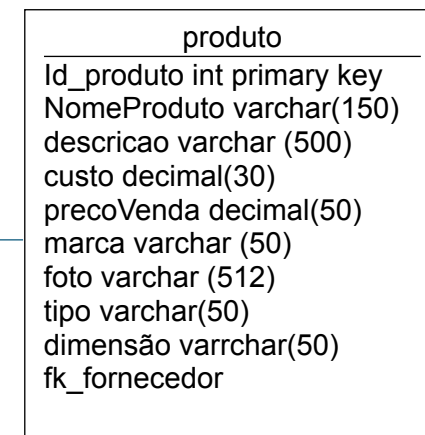 produto
Id_produto int primary key
NomeProduto varchar(150)
descricao varchar (500)
custo decimal(30)
precoVenda decimal(50)
marca varchar (50)
foto varchar (512)
tipo varchar(50)
dimensão varrchar(50)
fk_fornecedor